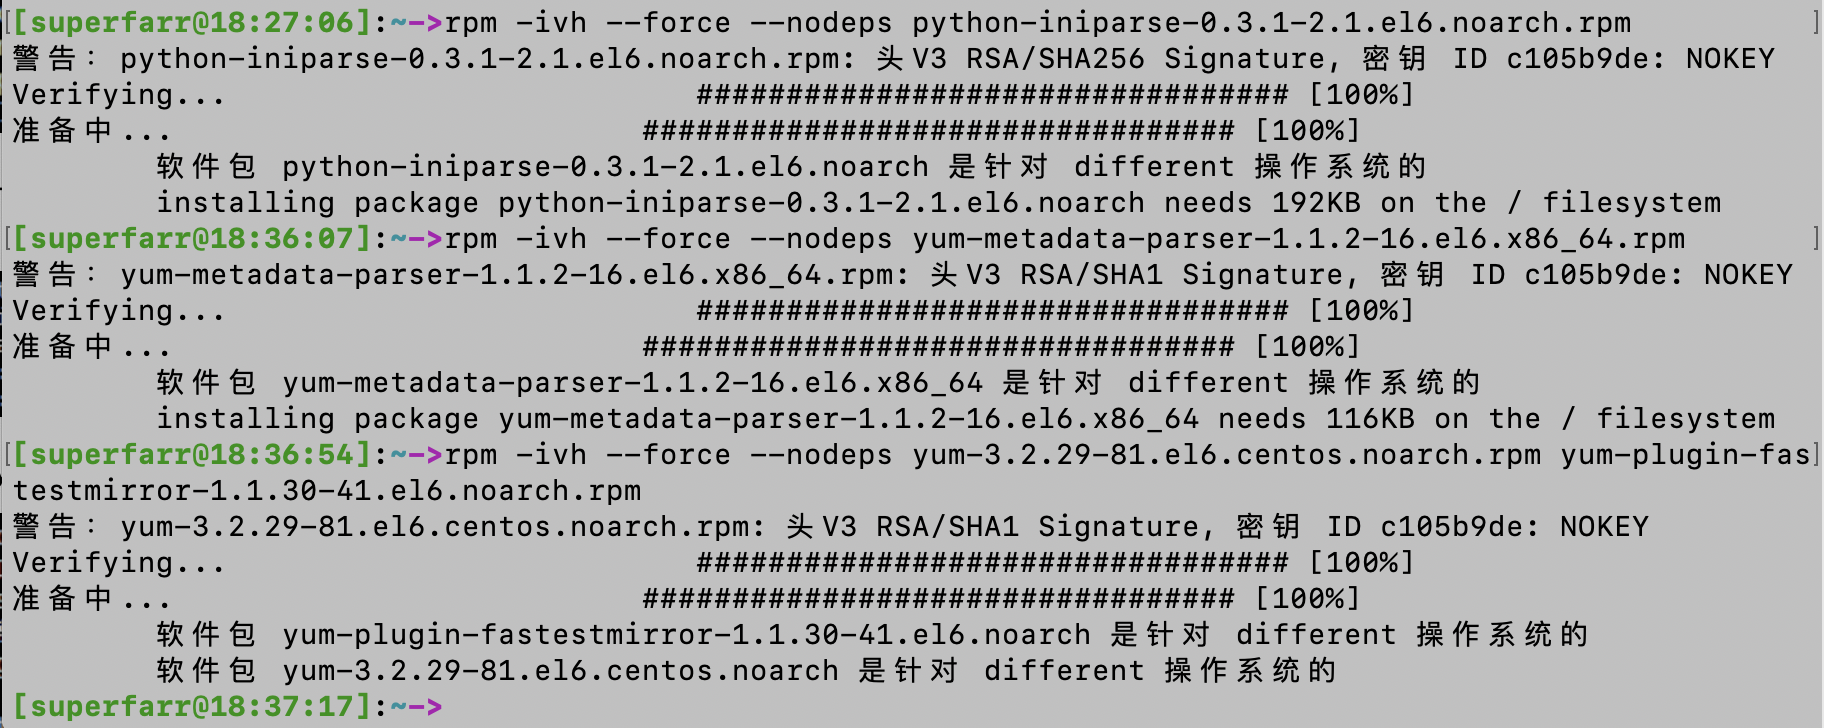 [superfarr@18:27:06]:~->rpm -ivh --force --nodeps python-iniparse-0.3.1-2.1.el6.noarch.rpm
警告：python-iniparse-0.3.1-2.1.el6.noarch.rpm: 头V3 RSA/SHA256 Signature, 密钥 ID c105b9de: NOKEY
Verifying...                          ################################# [100%]
准备中...                          ################################# [100%]
        软件包 python-iniparse-0.3.1-2.1.el6.noarch 是针对 different 操作系统的
        installing package python-iniparse-0.3.1-2.1.el6.noarch needs 192KB on the / filesystem
[superfarr@18:36:07]:~->rpm -ivh --force --nodeps yum-metadata-parser-1.1.2-16.el6.x86_64.rpm
警告：yum-metadata-parser-1.1.2-16.el6.x86_64.rpm: 头V3 RSA/SHA1 Signature, 密钥 ID c105b9de: NOKEY
Verifying...                          ################################# [100%]
准备中...                          ################################# [100%]
        软件包 yum-metadata-parser-1.1.2-16.el6.x86_64 是针对 different 操作系统的
        installing package yum-metadata-parser-1.1.2-16.el6.x86_64 needs 116KB on the / filesystem
[superfarr@18:36:54]:~->rpm -ivh --force --nodeps yum-3.2.29-81.el6.centos.noarch.rpm yum-plugin-fas
testmirror-1.1.30-41.el6.noarch.rpm
警告：yum-3.2.29-81.el6.centos.noarch.rpm: 头V3 RSA/SHA1 Signature, 密钥 ID c105b9de: NOKEY
Verifying...                          ################################# [100%]
准备中...                          ################################# [100%]
        软件包 yum-plugin-fastestmirror-1.1.30-41.el6.noarch 是针对 different 操作系统的
        软件包 yum-3.2.29-81.el6.centos.noarch 是针对 different 操作系统的
[superfarr@18:37:17]:~->